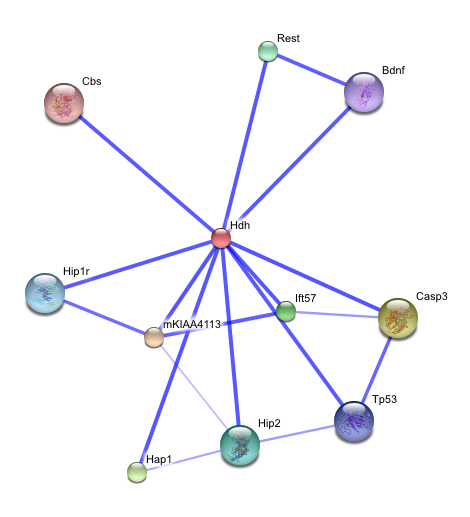 Rest
Bdnf
Cbs
Hdh
Hip1r
Ift57
Casp3
mKIAA4113
Tp53
Hip2
Hap1